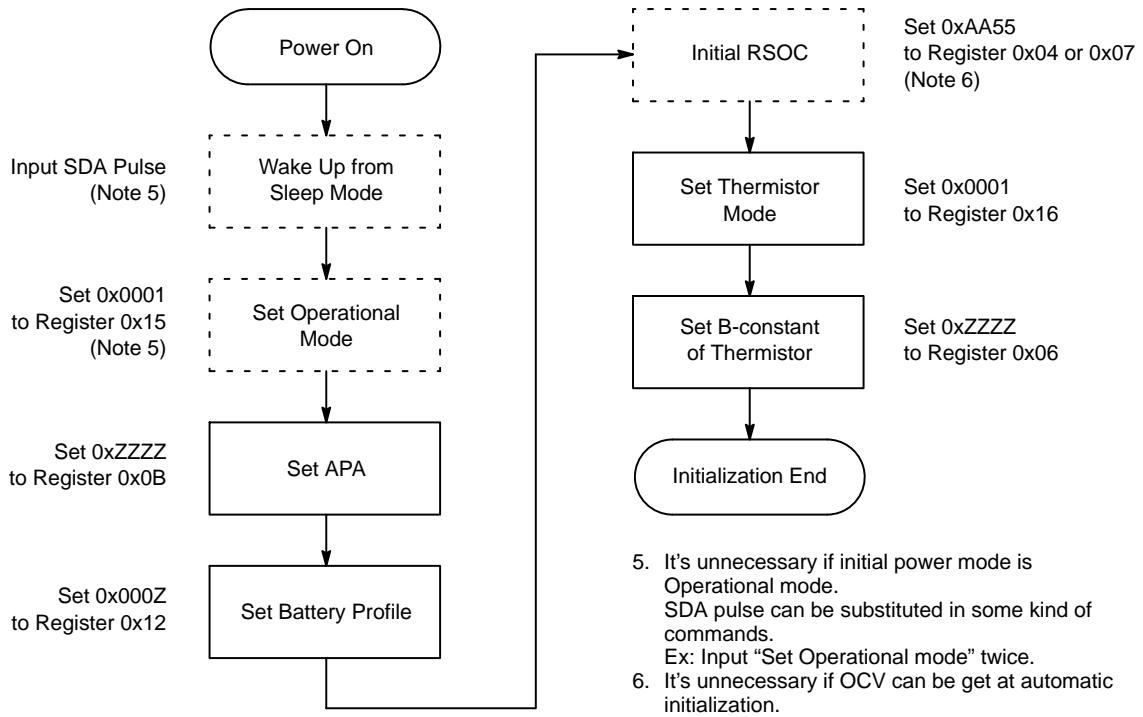 Power On
Input SDA Pulse
(Note 5)
Wake Up from
Sleep Mode
Set 0x0001
to Register 0x15
(Note 5)
Set Operational
Mode
Set 0xZZZZ
to Register 0x0B
Set APA
Set 0x000Z
to Register 0x12
Set Battery Profile
Initial RSOC
Set 0xAA55
to Register 0x04 or 0x07
(Note 6)
Set Thermistor
Mode
Set 0x0001
to Register 0x16
Set B-constant
of Thermistor
Set 0xZZZZ
to Register 0x06
Initialization End
5. It's unnecessary if initial power mode is
Operational mode.
SDA pulse can be substituted in some kind of
commands.
Ex: Input “Set Operational mode” twice.
6. It's unnecessary if OCV can be get at automatic
initialization.